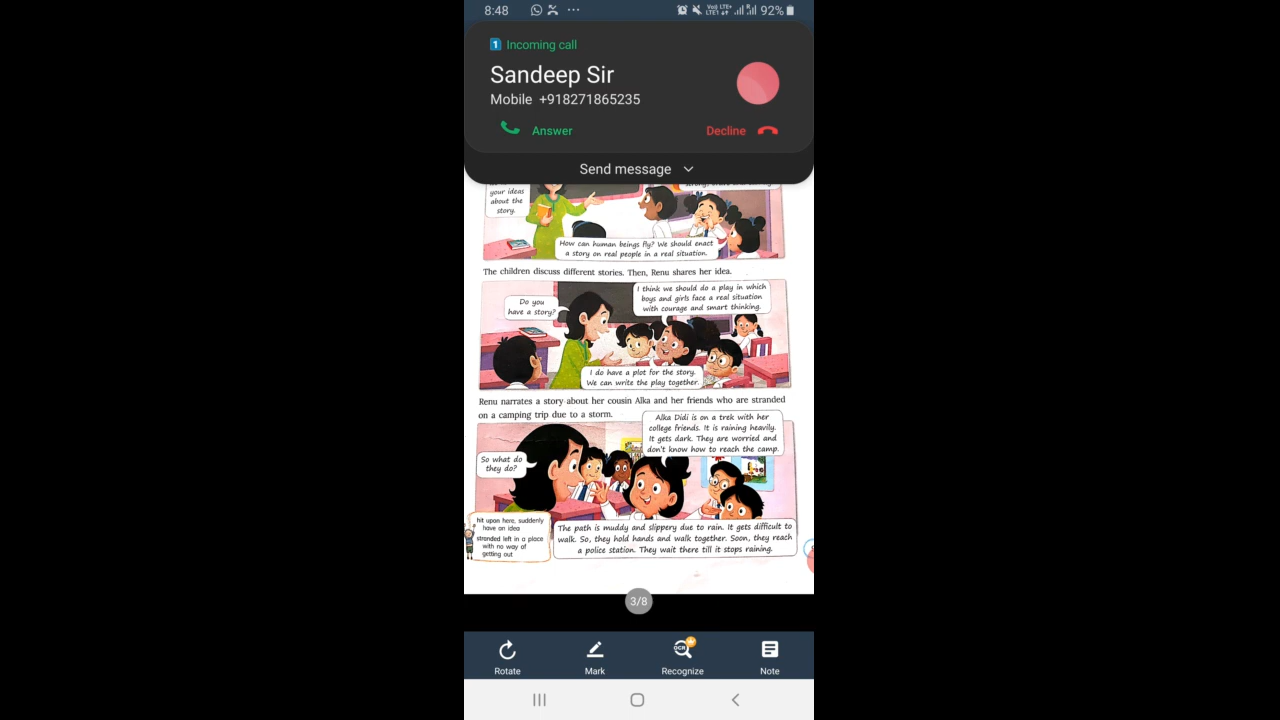 8:48
VoI) LTE+
LTE1
92%
1 Incoming call
Sandeep Sir
Mobile +918271865235
Answer
Decline
Send message
your ideas
about the
story.
How can human beings fly? We should enact
a story on real people in a real situation.
The children discuss different stories. Then, Renu shares her idea.
I think we should do a play in which
boys and girls face a real situation
with courage and smart thinking.
Do you
have a story?
I do have a plot for the story.
We can write the play together.
Renu narrates a story about her cousin Alka and her friends who are stranded
on a camping trip due to a storm.
Alka Didi is on a trek with her
college friends. It is raining heavily.
It gets dark. They are worried and
don't know how to reach the camp.
So what do
they do?
hit upon here, suddenly
have an idea
stranded left in a place
with no way of
getting out
The path is muddy and slippery due to rain. It gets difficult to
walk. So, they hold hands and walk together. Soon, they reach
a police station. They wait there till it stops raining.
3/8
OCR
Rotate
Mark
Recognize
Note